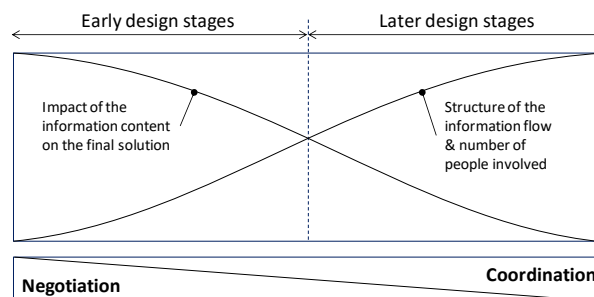 Early design stages
Later design stages
Impact of the
information content
on the final solution
Structure of the
information flow
& number of
people involved
Negotiation
Coordination